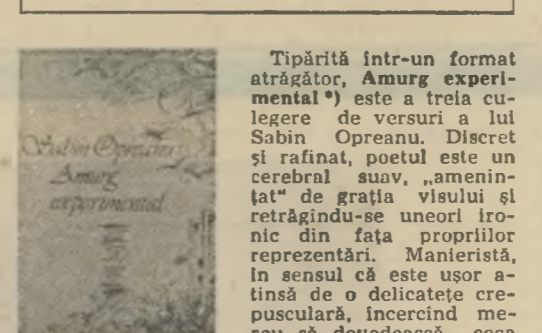 Sabin Opreanu
Amurg
experimental
Tipărită într-un format
atrăgător, Amurg experi-
mental*) este a treia cu-
legere de versuri a lui
Sabin Opreanu. Discret
și rafinat, poetul este un
cerebral suav, „amenin-
țat“ de grația visului și
retrăgîndu-se uneori iro-
nic din fața propriilor
reprezentări. Manieristă,
în sensul că este ușor a-
tinsă de o delicatețe cre-
pusculară, încercînd me-